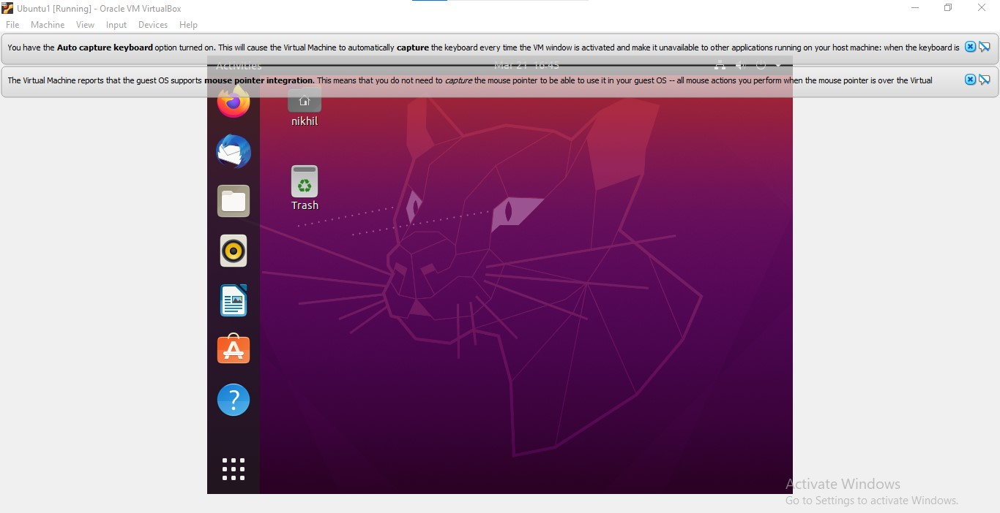 Ubuntu1 [Running] - Oracle VM VirtualBox
File Machine View Input Devices Help
You have the Auto capture keyboard option turned on. This will cause the Virtual Machine to automatically capture the keyboard every time the VM window is activated and make it unavailable to other applications running on your host machine: when the keyboard is
Activities Mar 21 16:45
The Virtual Machine reports that the guest OS supports mouse pointer integration. This means that you do not need to capture the mouse pointer to be able to use it in your guest OS -- all mouse actions you perform when the mouse pointer is over the Virtual
nikhil
Trash
Activate Windows
Go to Settings to activate Windows.